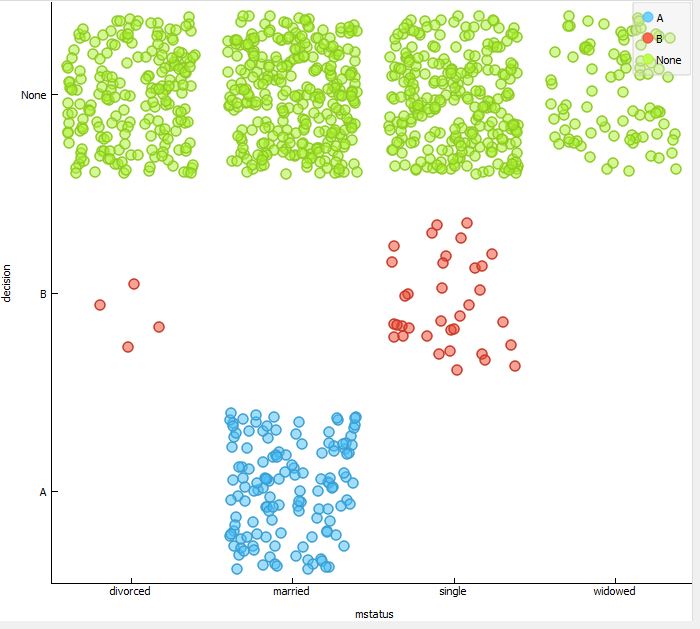 A
B
None
None
B
A
decision
divorced married single widowed
mstatus